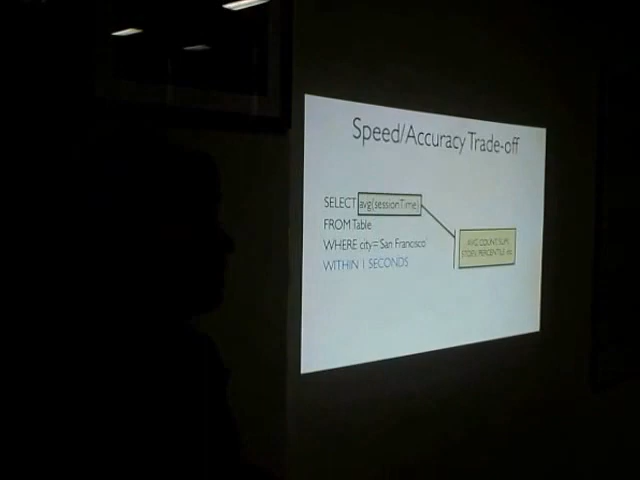 Speed/Accuracy Trade-off
SELECT avg(sessionTime)
FROM Table
WHERE city='San Francisco'
WITHIN 1 SECONDS
AVG, COUNT, SUM,
STDEV, PERCENTILE etc.